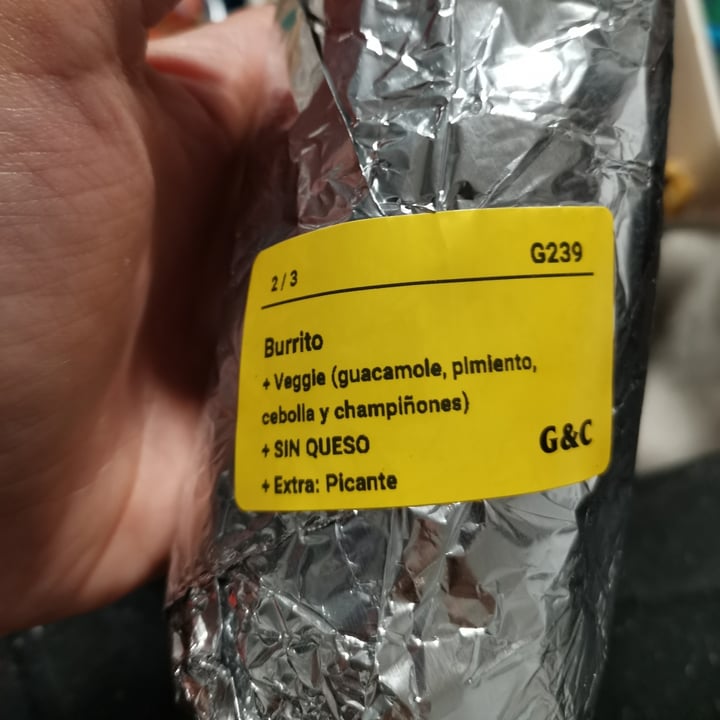 2/3 G239
Burrito
+ Veggie (guacamole, pimiento,
cebolla y champiñones)
+ SIN QUESO
+ Extra: Picante
G&C